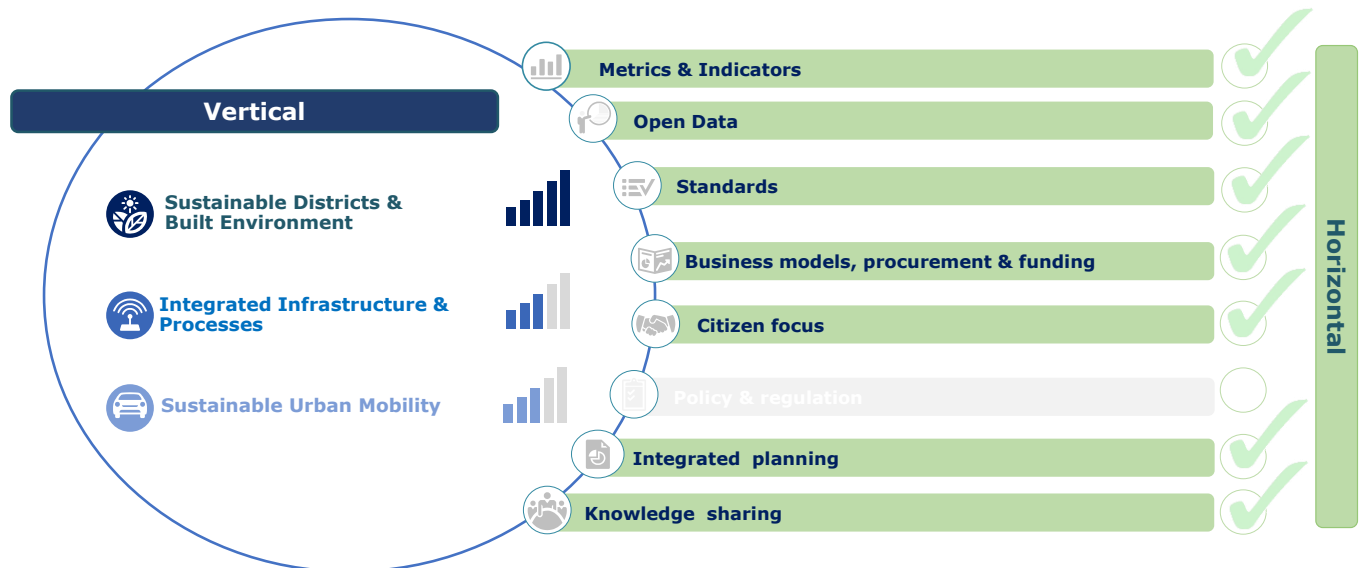 Vertical
Sustainable Districts &
Built Environment
Integrated Infrastructure &
Processes
Sustainable Urban Mobility
Metrics & Indicators
Open Data
Standards
Business models, procurement & funding
Citizen focus
Policy & regulation
Integrated planning
Knowledge sharing
Horizontal